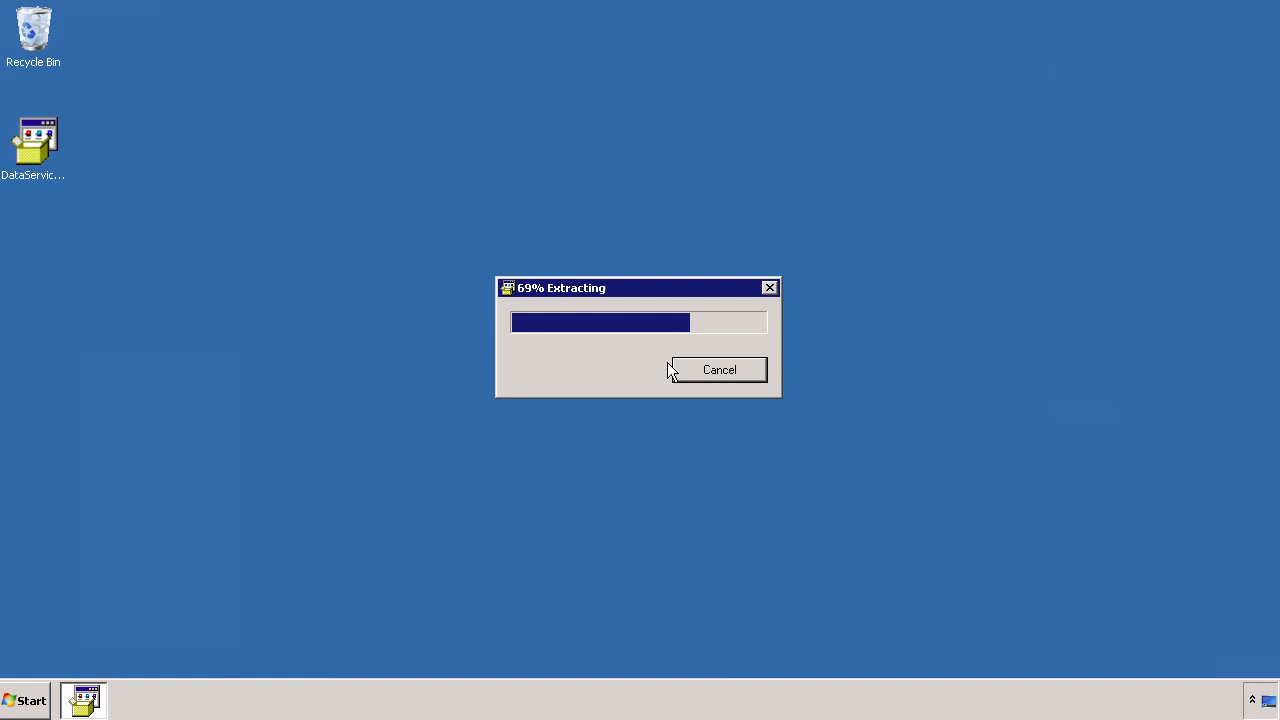 Recycle Bin
DataServic...
69% Extracting
Cancel
Start